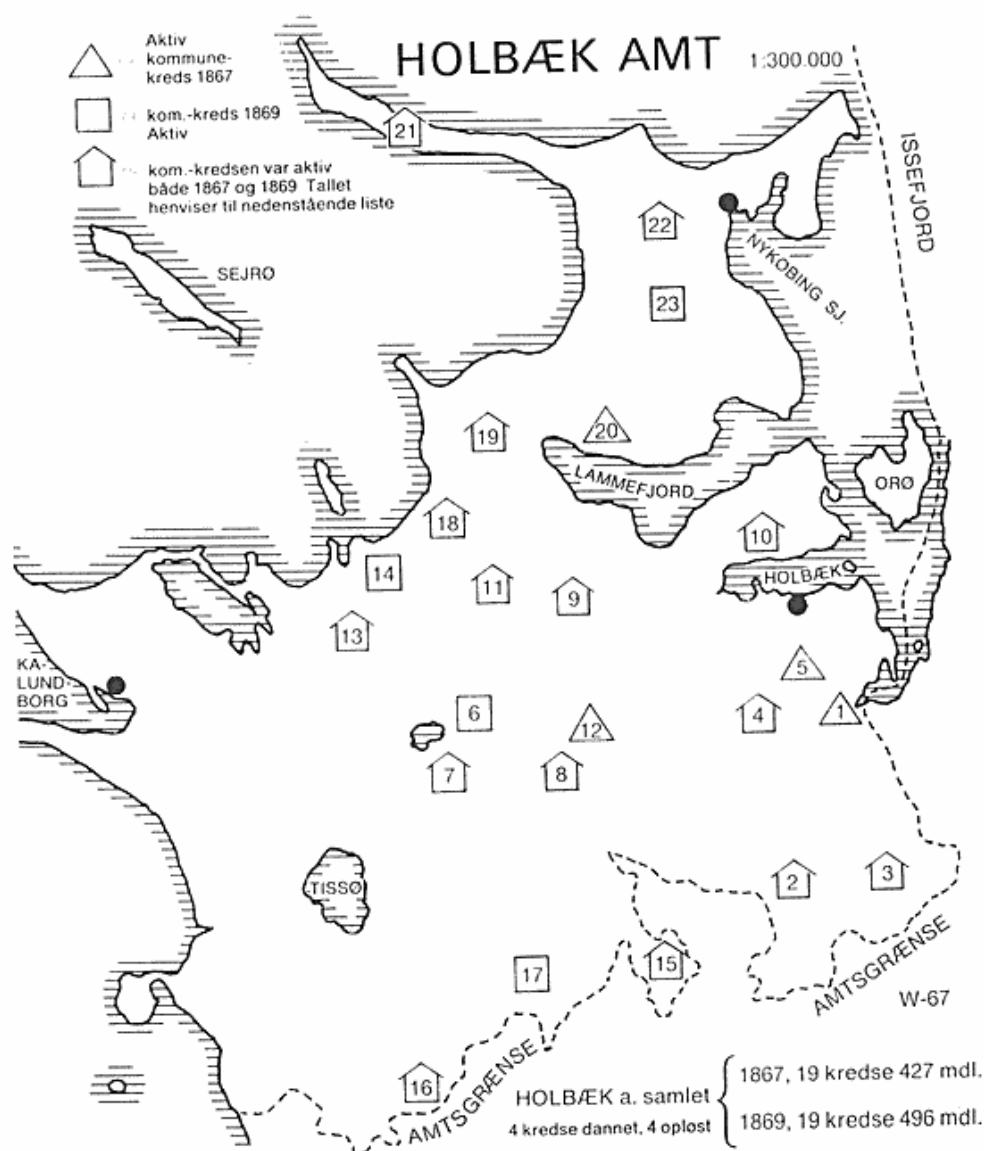 HOLBÆK AMT
1:300.000
Aktiv
kommune-
kreds 1867
kom.-kreds 1869
Aktiv
kom.-kredsen var aktiv
både 1867 og 1869 Tallet
henviser til nedenstående liste
21
ISSEFJORD
22
NYKØBING SJ.
SEJRØ
23
19
20
LAMMEFJORD
ORØ
18
10
14
HOLBÆK
11
9
13
5
KA-
LUND-
BORG
6
12
4
1
7
8
TISSØ
2
3
15
17
AMTSGRÆNSE
W-67
16
AMTSGRÆNSE
HOLBÆK a. samlet
4 kredse dannet, 4 opløst
1867, 19 kredse 427 mdl.
1869, 19 kredse 496 mdl.